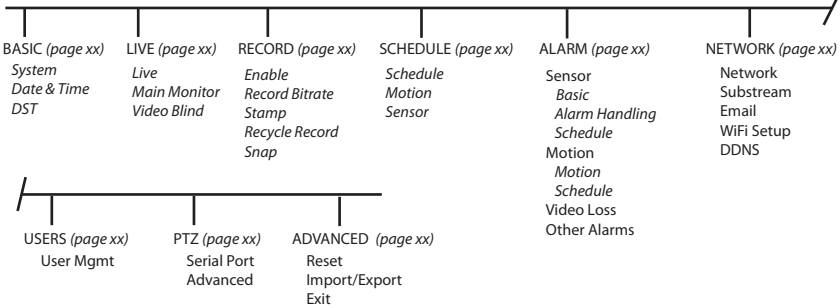 BASIC (page xx)
System
Date & Time
DST
LIVE (page xx)
Live
Main Monitor
Video Blind
RECORD (page xx)
Enable
Record Bitrate
Stamp
Recycle Record
Snap
SCHEDULE (page xx)
Schedule
Motion
Sensor
ALARM (page xx)
Sensor
Basic
Alarm Handling
Schedule
Motion
Motion
Schedule
Video Loss
Other Alarms
NETWORK (page xx)
Network
Substream
Email
WiFi Setup
DDNS
USERS (page xx)
User Mgmt
PTZ (page xx)
Serial Port
Advanced
ADVANCED (page xx)
Reset
Import/Export
Exit